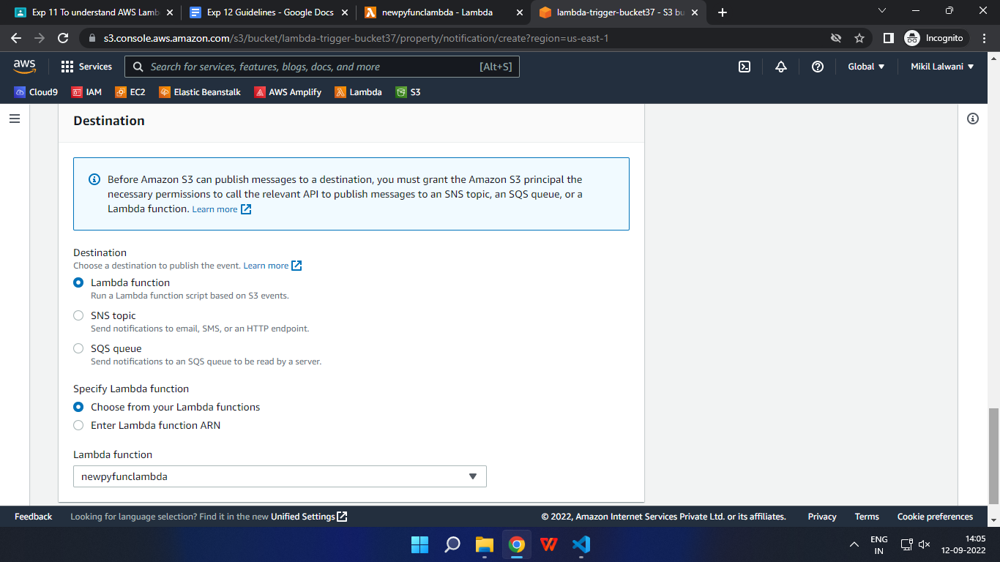 Exp 11 To understand AWS Lamb
Exp 12 Guidelines - Google Docs
newpyfunclambda - Lambda
lambda-trigger-bucket37 - S3 bu
s3.console.aws.amazon.com/s3/bucket/lambda-trigger-bucket37/property/notification/create?region=us-east-1
Incognito
aws
Services
Search for services, features, blogs, docs, and more
[Alt+S]
Global
Mikil Lalwani
Cloud9
IAM
EC2
Elastic Beanstalk
AWS Amplify
Lambda
S3
Destination
Before Amazon S3 can publish messages to a destination, you must grant the Amazon S3 principal the
necessary permissions to call the relevant API to publish messages to an SNS topic, an SQS queue, or a
Lambda function. Learn more
Destination
Choose a destination to publish the event. Learn more
Lambda function
Run a Lambda function script based on S3 events.
SNS topic
Send notifications to email, SMS, or an HTTP endpoint.
SQS queue
Send notifications to an SQS queue to be read by a server.
Specify Lambda function
Choose from your Lambda functions
Enter Lambda function ARN
Lambda function
newpyfunclambda
Feedback
Looking for language selection? Find it in the new Unified Settings
© 2022, Amazon Internet Services Private Ltd. or its affiliates.
Privacy
Terms
Cookie preferences
ENG
IN
14:05
12-09-2022